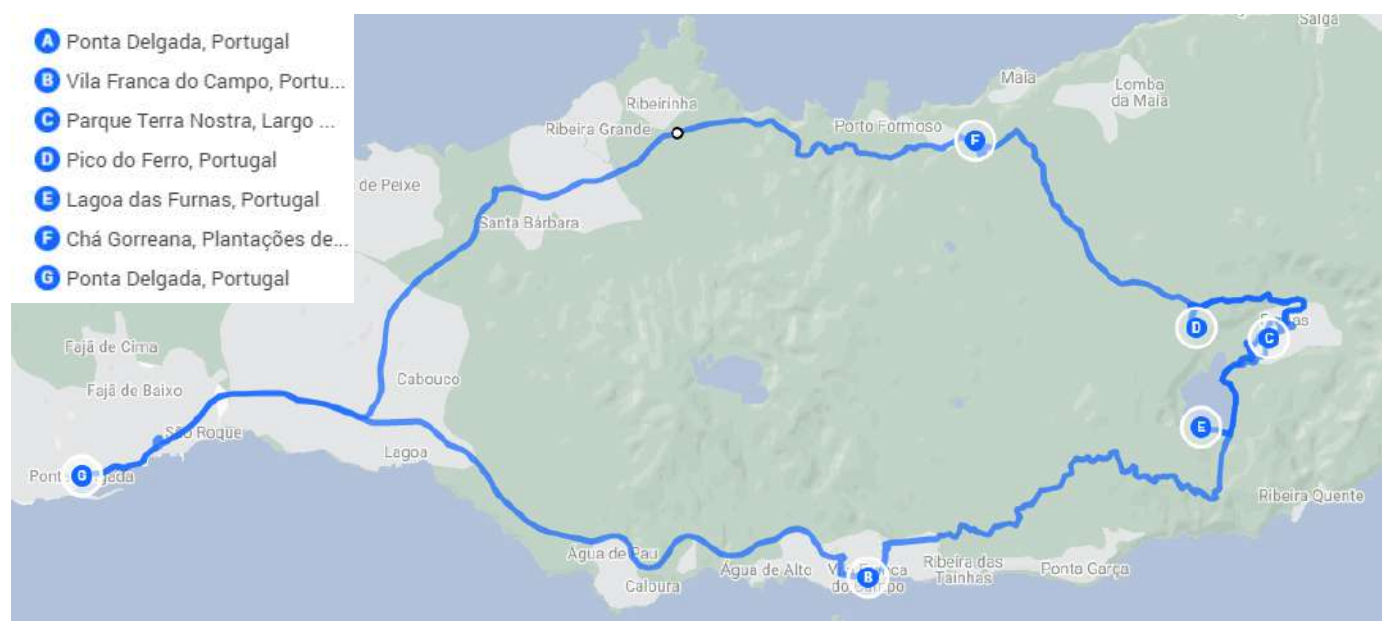 A Ponta Delgada, Portugal
B Vila Franca do Campo, Portu...
C Parque Terra Nostra, Largo ...
D Pico do Ferro, Portugal
E Lagoa das Furnas, Portugal
F Chá Gorreana, Plantações de...
G Ponta Delgada, Portugal
Salga
Maia
Lomba
da Maia
Ribeirinha
Ribeira Grande
Porto Formoso
F
de Peixe
Santa Bárbara
D
C
Fajã de Cima
Cabouco
Fajã de Baixo
São Roque
E
Lagoa
G
Ribeira Quente
Água de Pau
Água de Alto
B
Ribeira das
Tainhas
Ponta Garça
Caloura